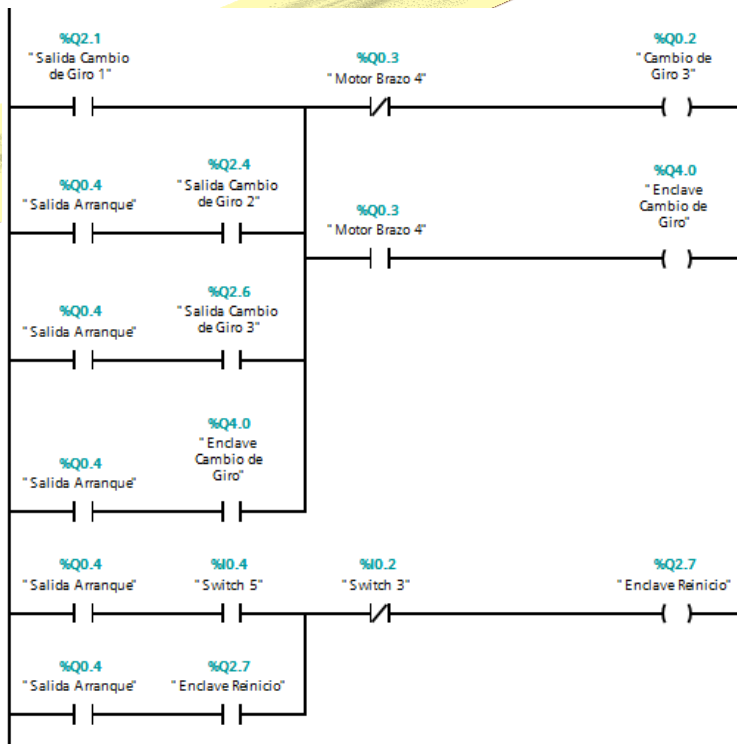 %Q2.1
"Salida Cambio
de Giro 1"
%Q0.3
"Motor Brazo 4"
%Q0.2
"Cambio de
Giro 3"
%Q0.4
"Salida Arranque"
%Q2.4
"Salida Cambio
de Giro 2"
%Q0.3
"Motor Brazo 4"
%Q4.0
"Enclave
Cambio de
Giro"
%Q0.4
"Salida Arranque"
%Q2.6
"Salida Cambio
de Giro 3"
%Q0.4
"Salida Arranque"
%Q4.0
"Enclave
Cambio de
Giro"
%Q0.4
"Salida Arranque"
%I0.4
"Switch 5"
%I0.2
"Switch 3"
%Q2.7
"Enclave Reinicio"
%Q0.4
"Salida Arranque"
%Q2.7
"Enclave Reinicio"